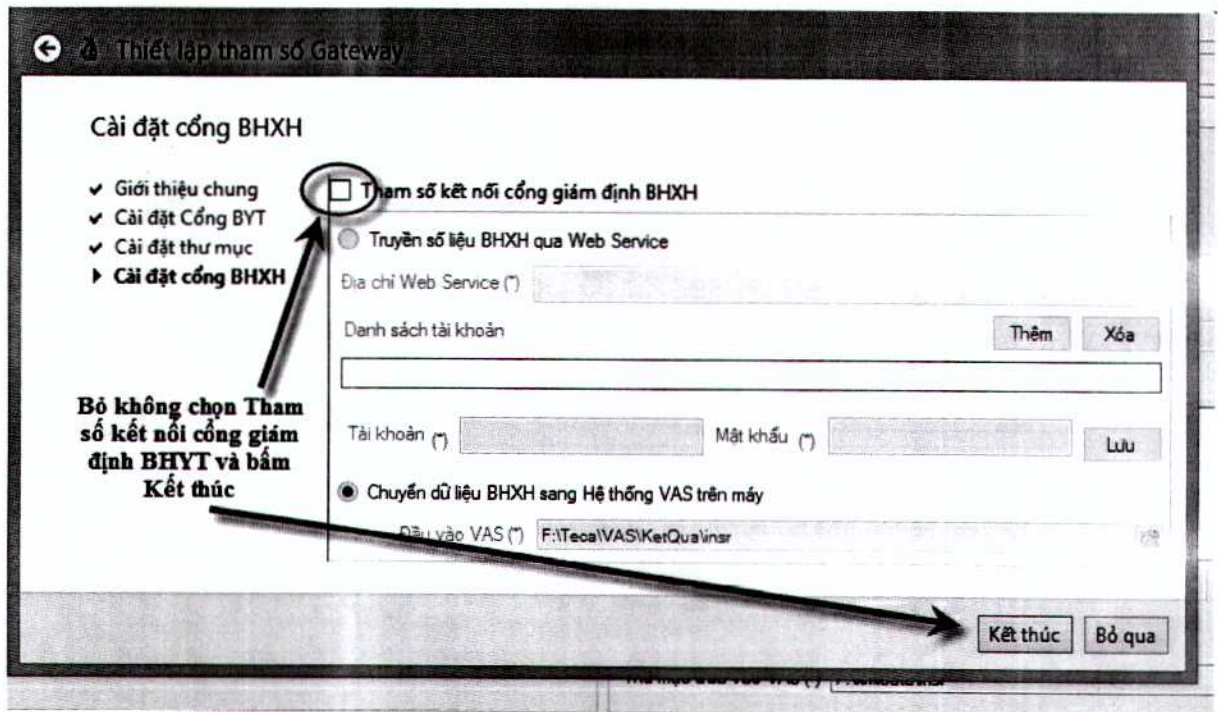 Thiết lập tham số Gateway
Cài đặt cổng BHXH
Giới thiệu chung
Cài đặt Cổng BYT
Cài đặt thư mục
Cài đặt cổng BHXH
Tham số kết nối cổng giám định BHXH
Truyền số liệu BHXH qua Web Service
Địa chỉ Web Service (*)
Danh sách tài khoản
Thêm
Xóa
Bỏ không chọn Tham
số kết nối cổng giám
định BHYT và bấm
Kết thúc
Tài khoản (*)
Mật khẩu (*)
Lưu
Chuyển dữ liệu BHXH sang Hệ thống VAS trên máy
Đầu vào VAS (*)
F:\Teca\VAS\KetQua\insr
Kết thúc
Bỏ qua